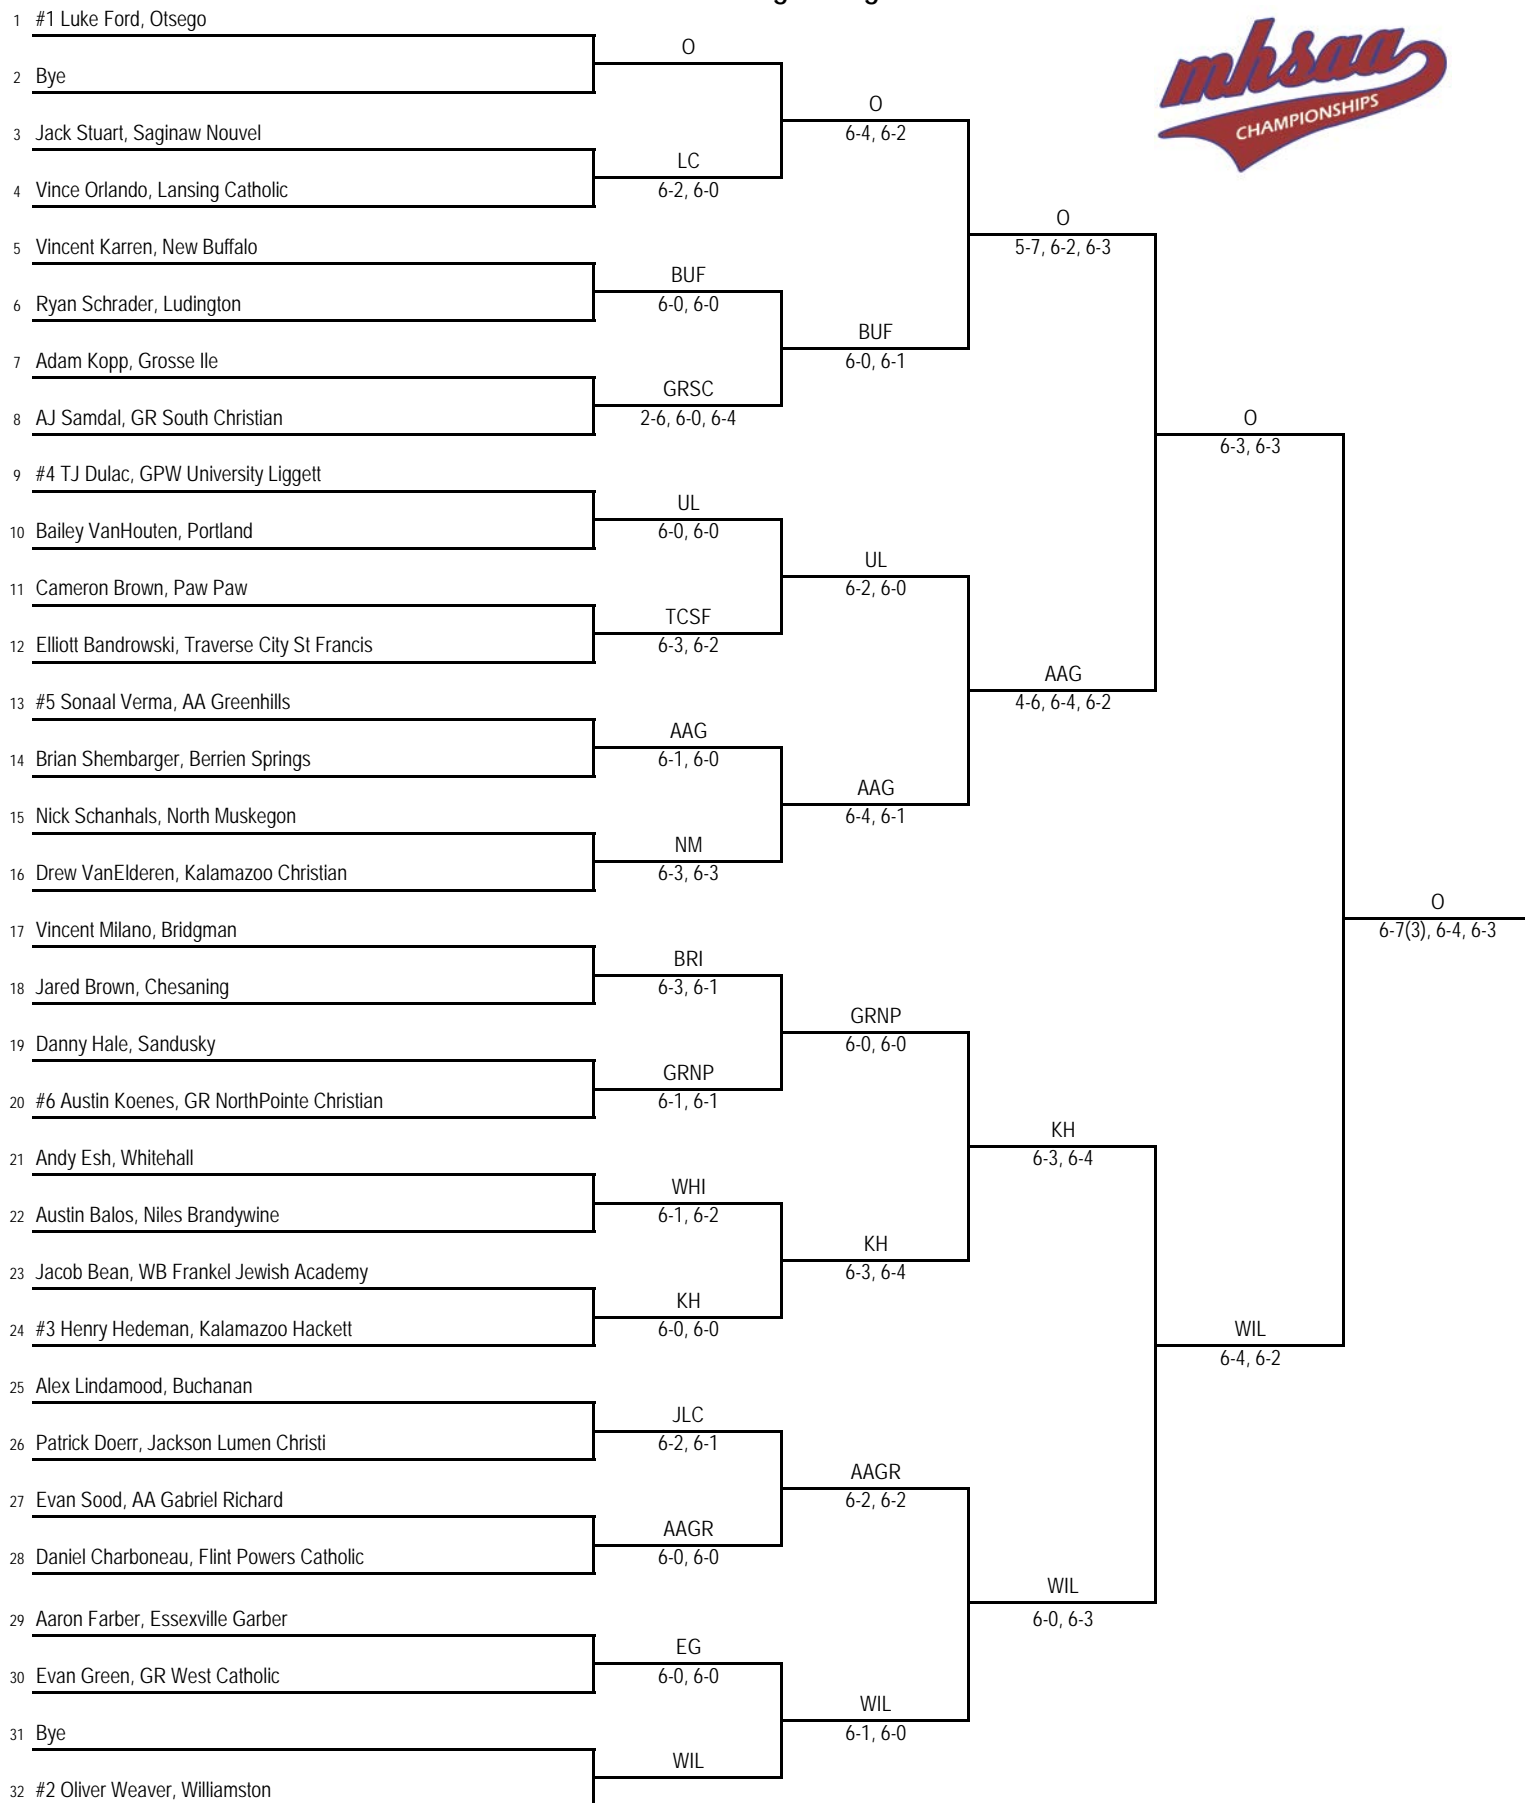 mhsaa
CHAMPIONSHIPS
1 #1 Luke Ford, Otsego
O
2 Bye
O
6-4, 6-2
3 Jack Stuart, Saginaw Nouvel
LC
6-2, 6-0
4 Vince Orlando, Lansing Catholic
O
5-7, 6-2, 6-3
5 Vincent Karren, New Buffalo
BUF
6-0, 6-0
6 Ryan Schrader, Ludington
BUF
6-0, 6-1
7 Adam Kopp, Grosse Ile
GRSC
2-6, 6-0, 6-4
8 AJ Samdal, GR South Christian
O
6-3, 6-3
9 #4 TJ Dulac, GPW University Liggett
UL
6-0, 6-0
10 Bailey VanHouten, Portland
UL
6-2, 6-0
11 Cameron Brown, Paw Paw
TCSF
6-3, 6-2
12 Elliott Bandrowski, Traverse City St Francis
AAG
4-6, 6-4, 6-2
13 #5 Sonaal Verma, AA Greenhills
AAG
6-1, 6-0
14 Brian Shembarger, Berrien Springs
AAG
6-4, 6-1
15 Nick Schanhals, North Muskegon
NM
6-3, 6-3
16 Drew VanElderen, Kalamazoo Christian
O
6-7(3), 6-4, 6-3
17 Vincent Milano, Bridgman
BRI
6-3, 6-1
18 Jared Brown, Chesaning
GRNP
6-0, 6-0
19 Danny Hale, Sandusky
GRNP
6-1, 6-1
20 #6 Austin Koenes, GR NorthPointe Christian
KH
6-3, 6-4
21 Andy Esh, Whitehall
WHI
6-1, 6-2
22 Austin Balos, Niles Brandywine
KH
6-3, 6-4
23 Jacob Bean, WB Frankel Jewish Academy
KH
6-0, 6-0
24 #3 Henry Hedeman, Kalamazoo Hackett
WIL
6-4, 6-2
25 Alex Lindamood, Buchanan
JLC
6-2, 6-1
26 Patrick Doerr, Jackson Lumen Christi
AAGR
6-2, 6-2
27 Evan Sood, AA Gabriel Richard
AAGR
6-0, 6-0
28 Daniel Charboneau, Flint Powers Catholic
WIL
6-0, 6-3
29 Aaron Farber, Essexville Garber
EG
6-0, 6-0
30 Evan Green, GR West Catholic
WIL
6-1, 6-0
31 Bye
WIL
32 #2 Oliver Weaver, Williamston